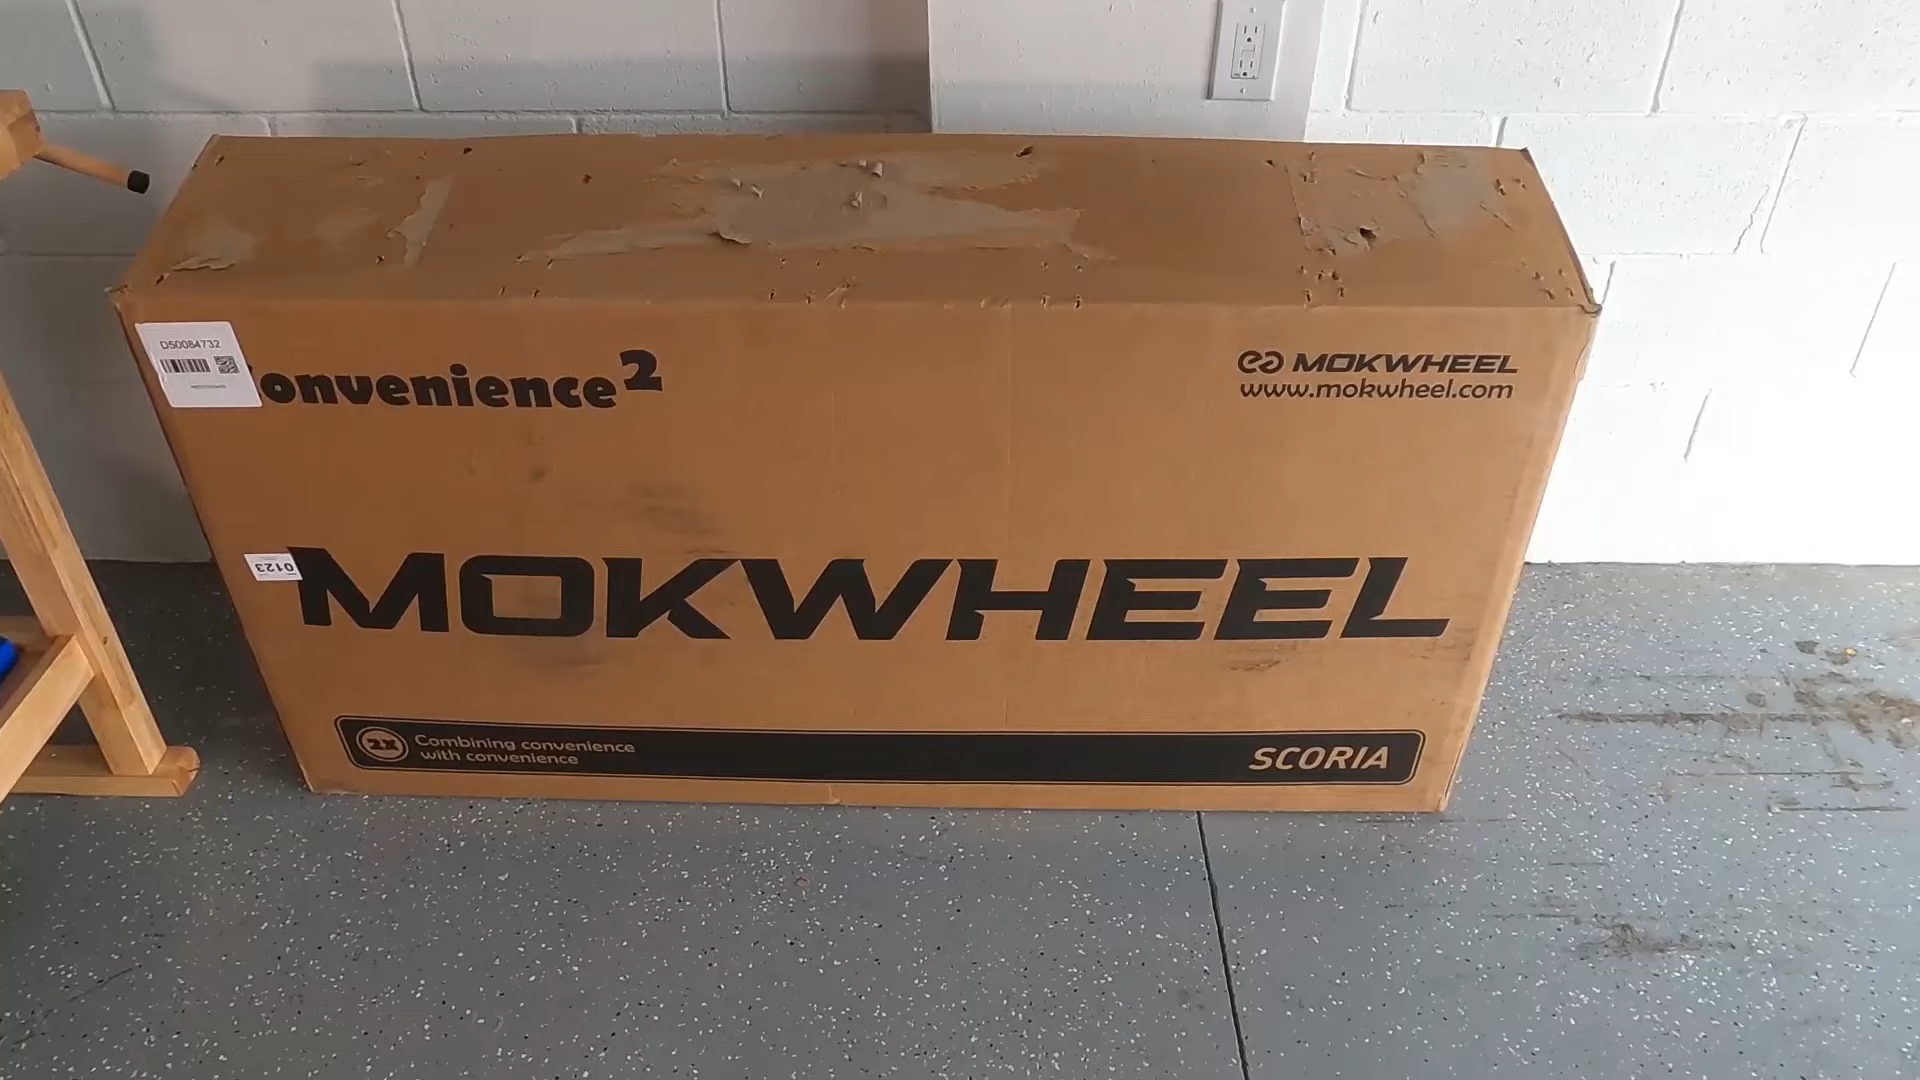 D50084732
onvenience²
MOKWHEEL
www.mokwheel.com
0123
MOKWHEEL
2X
Combining convenience
with convenience
SCORIA